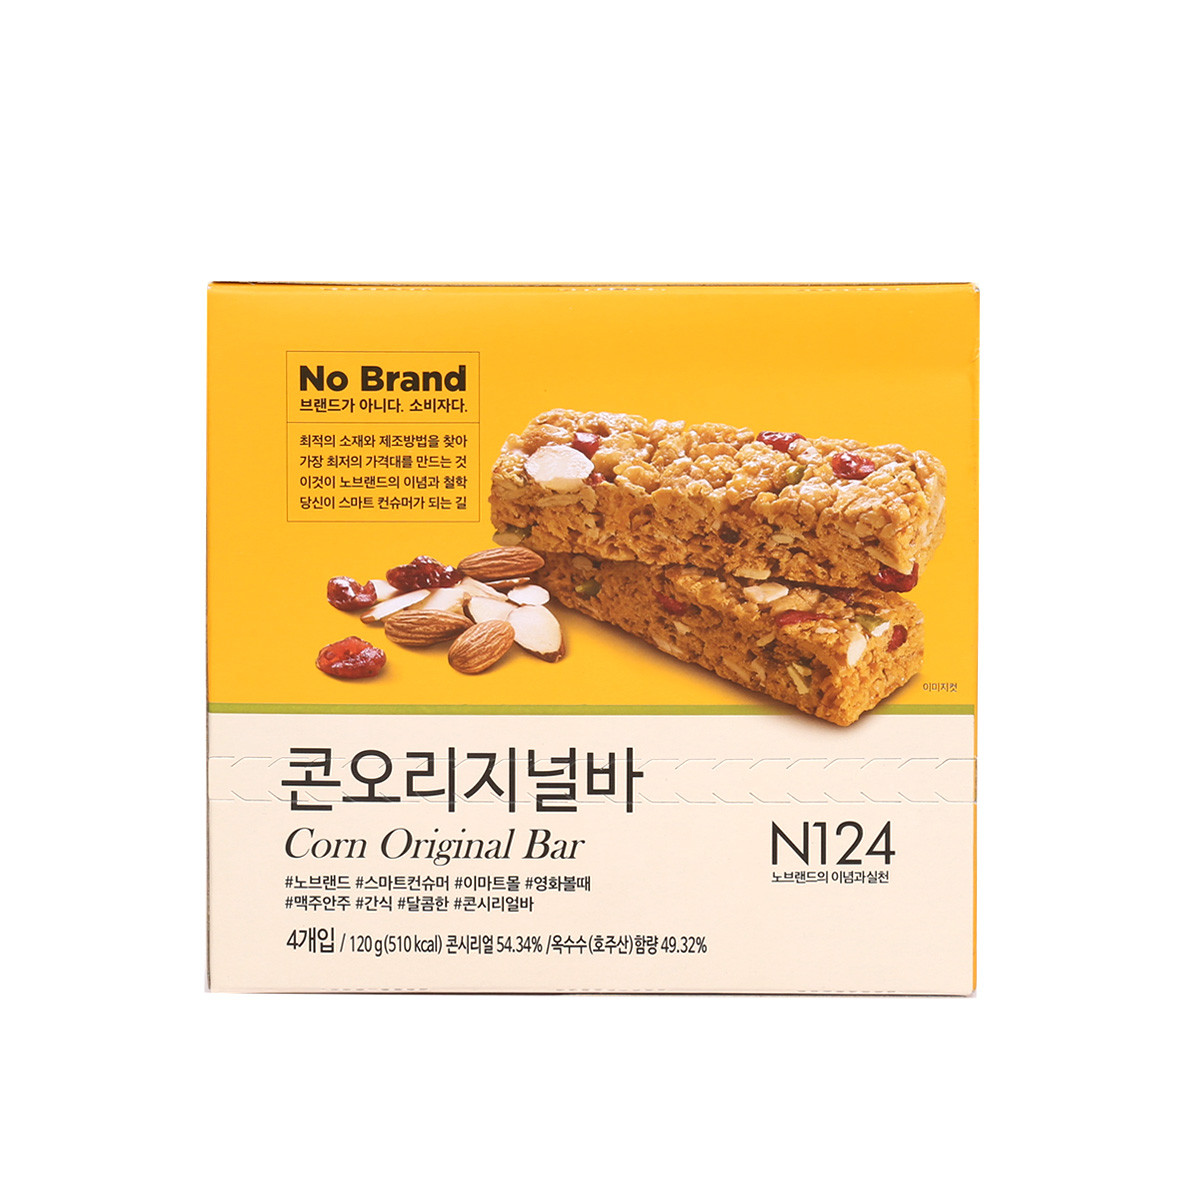 No Brand
브랜드가 아니다. 소비자다.
최적의 소재와 제조방법을 찾아
가장 최저의 가격대를 만드는 것
이것이 노브랜드의 이념과 철학
당신이 스마트 컨슈머가 되는 길
이미지컷
콘오리지널바
Corn Original Bar
N124
노브랜드의 이념과실천
#노브랜드 #스마트컨슈머 #이마트몰 #영화볼때
#맥주안주 #간식 #달콤한 #콘시리얼바
4개입 / 120 g(510 kcal) 콘시리얼 54.34% /옥수수(호주산)함량 49.32%